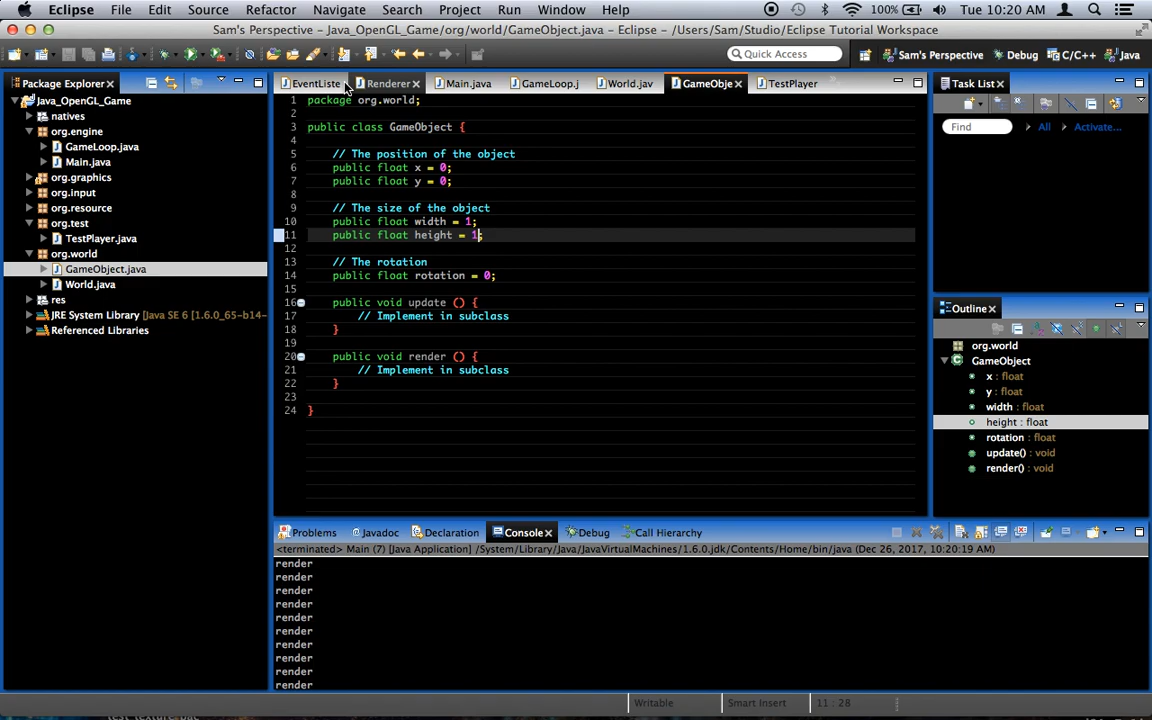 Eclipse File Edit Source Refactor Navigate Search Project Run Window Help 100% Tue 10:20 AM
Sam's Perspective - Java_OpenGL_Game/org/world/GameObject.java - Eclipse - /Users/Sam/Studio/Eclipse Tutorial Workspace
Quick Access Sam's Perspective Debug C/C++ Java
Package Explorer
Java_OpenGL_Game
natives
org.engine
GameLoop.java
Main.java
org.graphics
org.input
org.resource
org.test
TestPlayer.java
org.world
GameObject.java
World.java
res
JRE System Library [Java SE 6 [1.6.0_65-b14-
Referenced Libraries
EventListe Renderer Main.java GameLoop.j World.jav GameObje TestPlayer
1 package org.world;
2
3 public class GameObject {
4
5 // The position of the object
6 public float x = 0;
7 public float y = 0;
8
9 // The size of the object
10 public float width = 1;
11 public float height = 1;
12
13 // The rotation
14 public float rotation = 0;
15
16 public void update () {
17 // Implement in subclass
18 }
19
20 public void render () {
21 // Implement in subclass
22 }
23
24 }
Task List
Find All Activate...
Outline
org.world
GameObject
x : float
y : float
width : float
height : float
rotation : float
update() : void
render() : void
Problems Javadoc Declaration Console Debug Call Hierarchy
<terminated> Main (7) [Java Application] /System/Library/Java/JavaVirtualMachines/1.6.0.jdk/Contents/Home/bin/java (Dec 26, 2017, 10:20:19 AM)
render
render
render
render
render
render
render
render
render
render
Writable Smart Insert 11 : 28